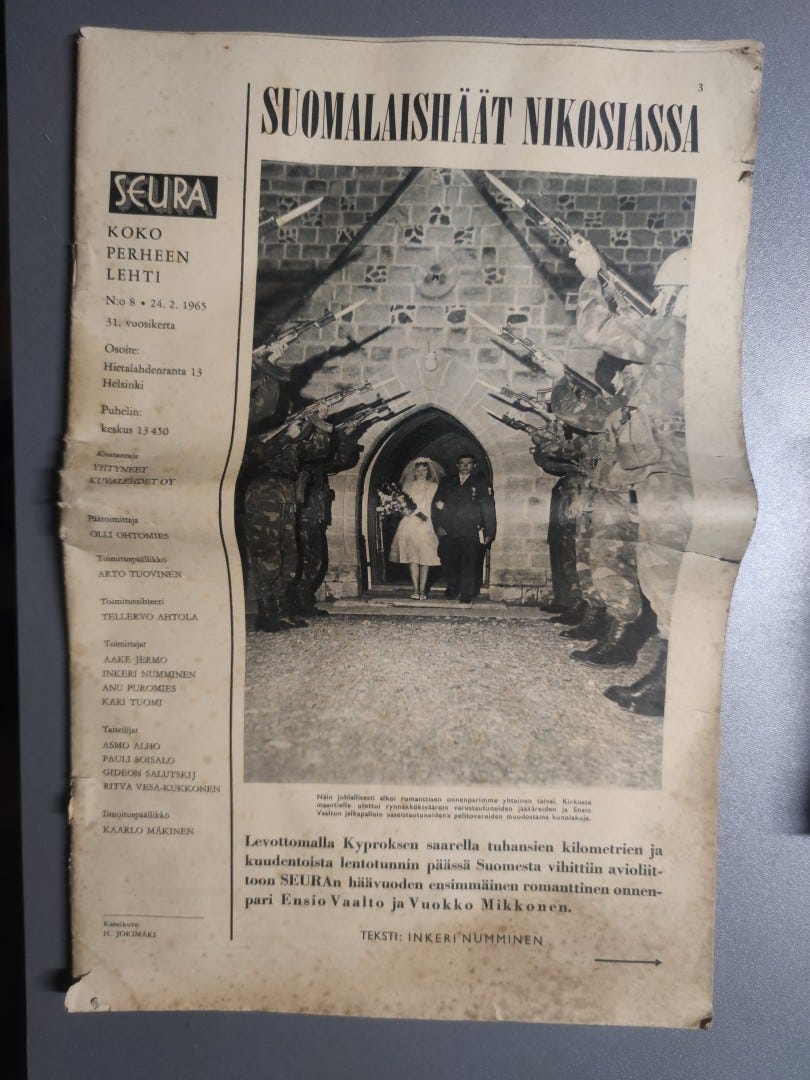 3
SUOMALAISHÄÄT NIKOSIASSA
SEURA
KOKO
PERHEEN
LEHTI
N:o 8 • 24. 2. 1965
31. vuosikerta
Osoite:
Hietalahdenranta 13
Helsinki
Puhelin:
keskus 13 450
Kustantaja
YHTYNEET
KUVALEHDET OY
Päätoimittaja
OLLI OHTOMIES
Toimituspäällikkö
ARTO TUOVINEN
Toimitussihteeri
TELLERVO AHTOLA
Toimittajat
AAKE JERMO
INKERI NUMMINEN
ANU PUROMIES
KARI TUOMI
Taiteilijat
ASMO ALHO
PAULI SOISALO
GIDEON SALUTSKIJ
RITVA VESA-KUKKONEN
Ilmoituspäällikkö
KAARLO MÄKINEN
Kansikuva:
H. JOKIMÄKI
Näin juhlallisesti alkoi romanttisen onnenparimme yhteinen taival. Kirkosta
maantielle ulottui rynnäkkökiväärein varustautuneiden jääkäreiden ja Ensio
Vaalton jalkapalloin vaseistautuneiden pelitovereiden muodostama kunniakuja.
Levottomalla Kyproksen saarella tuhansien kilometrien ja
kuudentoista lentotunnin päässä Suomesta vihittiin avioliit-
toon SEURAn häävuoden ensimmäinen romanttinen onnen-
pari Ensio Vaalto ja Vuokko Mikkonen.
TEKSTI: INKERI NUMMINEN